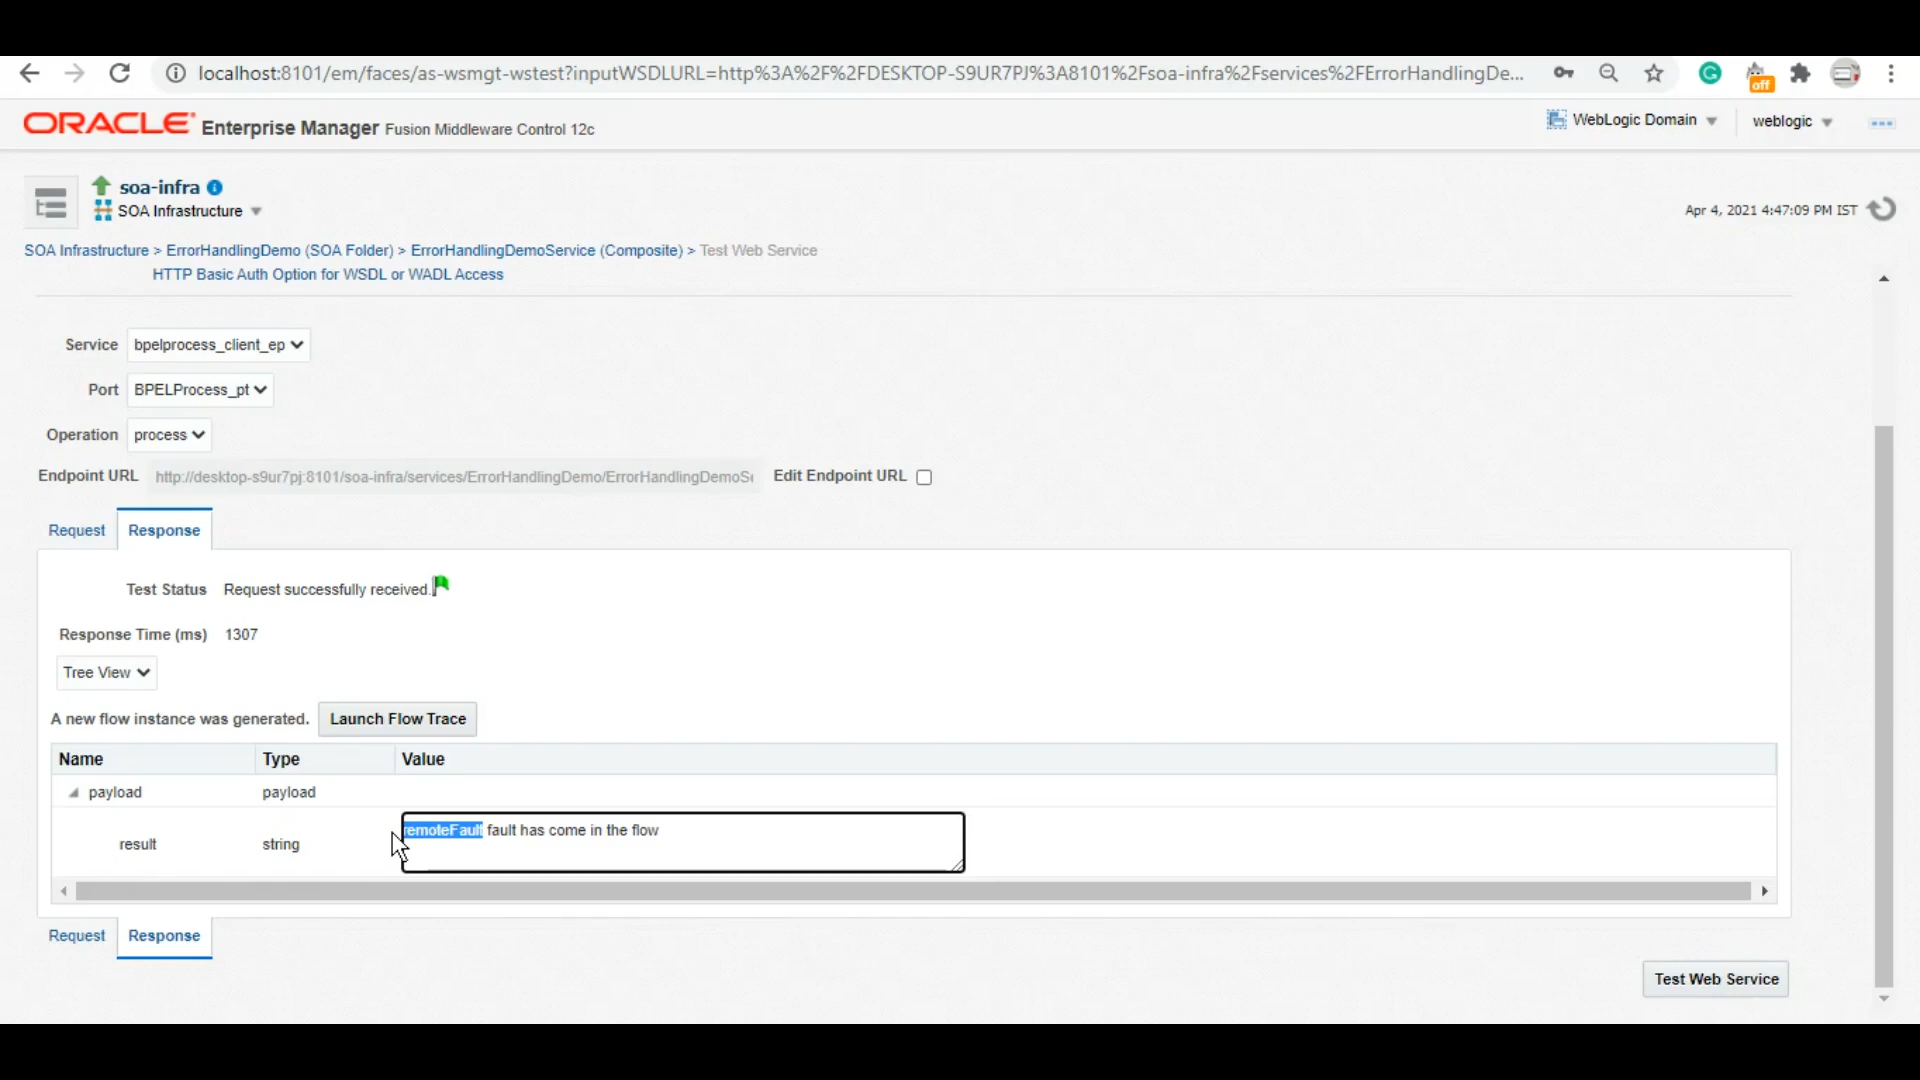 localhost:8101/em/faces/as-wsmgt-wstest?inputWSDLURL=http%3A%2F%2FDESKTOP-S9UR7PJ%3A8101%2Fsoa-infra%2Fservices%2FErrorHandlingDe...
off
ORACLE Enterprise Manager Fusion Middleware Control 12c
WebLogic Domain
weblogic
soa-infra
SOA Infrastructure
Apr 4, 2021 4:47:09 PM IST
SOA Infrastructure > ErrorHandlingDemo (SOA Folder) > ErrorHandlingDemoService (Composite) > Test Web Service
HTTP Basic Auth Option for WSDL or WADL Access
Service bpelprocess_client_ep
Port BPELProcess_pt
Operation process
Endpoint URL http://desktop-s9ur7pj:8101/soa-infra/services/ErrorHandlingDemo/ErrorHandlingDemoSe Edit Endpoint URL
Request Response
Test Status Request successfully received.
Response Time (ms) 1307
Tree View
A new flow instance was generated. Launch Flow Trace
Name Type Value
payload payload
result string remoteFault fault has come in the flow
Request Response
Test Web Service